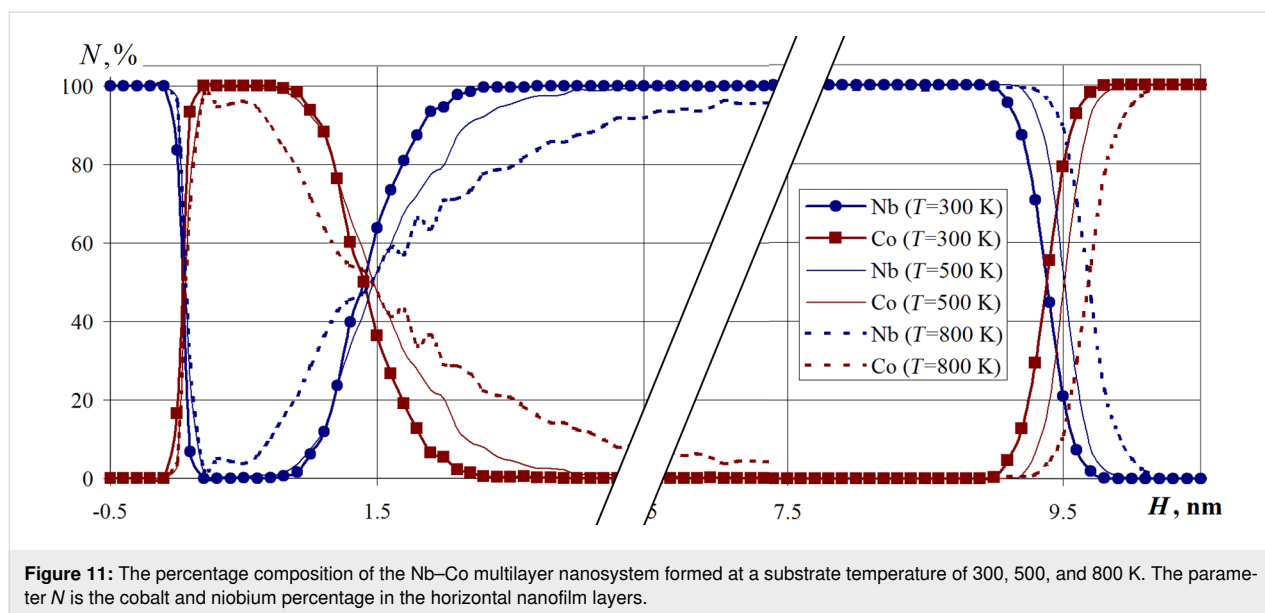 N, %
100
80
60
40
20
0
-0.5
1.5
5
7.5
9.5
H, nm
Nb (T=300 K)
Co (T=300 K)
Nb (T=500 K)
Co (T=500 K)
Nb (T=800 K)
Co (T=800 K)
Figure 11: The percentage composition of the Nb–Co multilayer nanosystem formed at a substrate temperature of 300, 500, and 800 K. The parame-
ter N is the cobalt and niobium percentage in the horizontal nanofilm layers.